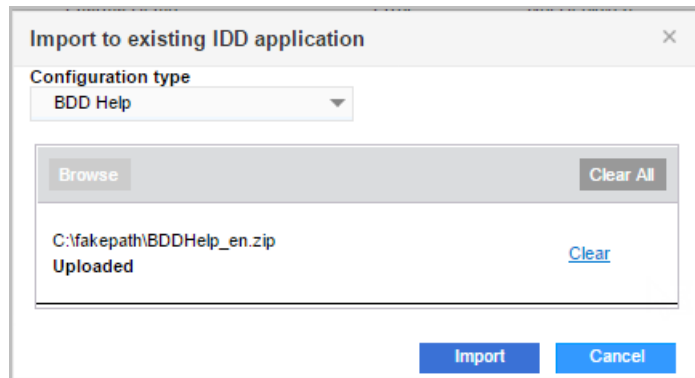 Import to existing IDD application
Configuration type
BDD Help
Browse
Clear All
C:\fakepath\BDDHelp_en.zip
Clear
Uploaded
Import
Cancel